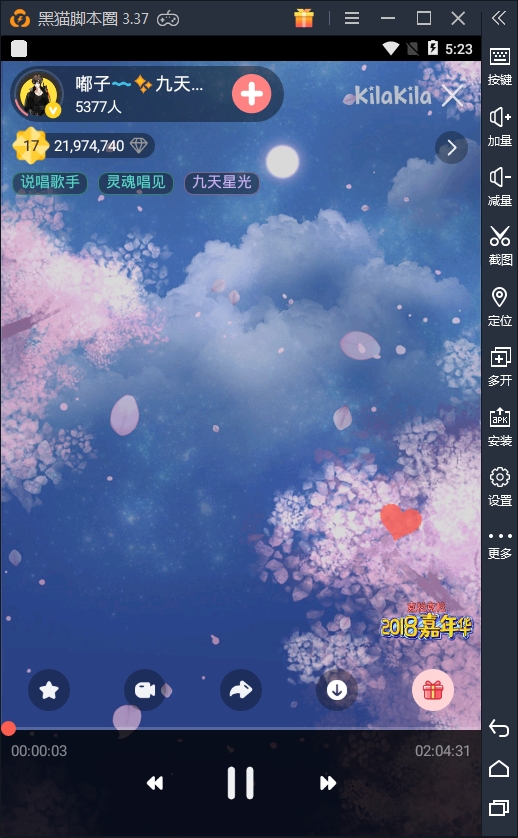 黑猫脚本圈 3.37
5:23
嘟子～✨九天...
5377人
KilaKila
17 21,974,740
说唱歌手 灵魂唱见 九天星光
2018嘉年华
00:00:03 02:04:31
按键
加量
减量
截图
定位
多开
APK
安装
设置
更多